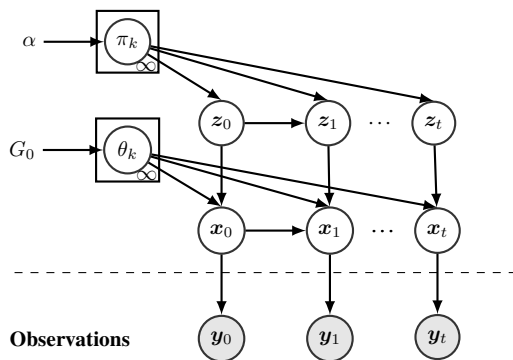 α π_k
∞
z_0 z_1 ... z_t
G_0 θ_k
∞
x_0 x_1 ... x_t
Observations y_0 y_1 y_t